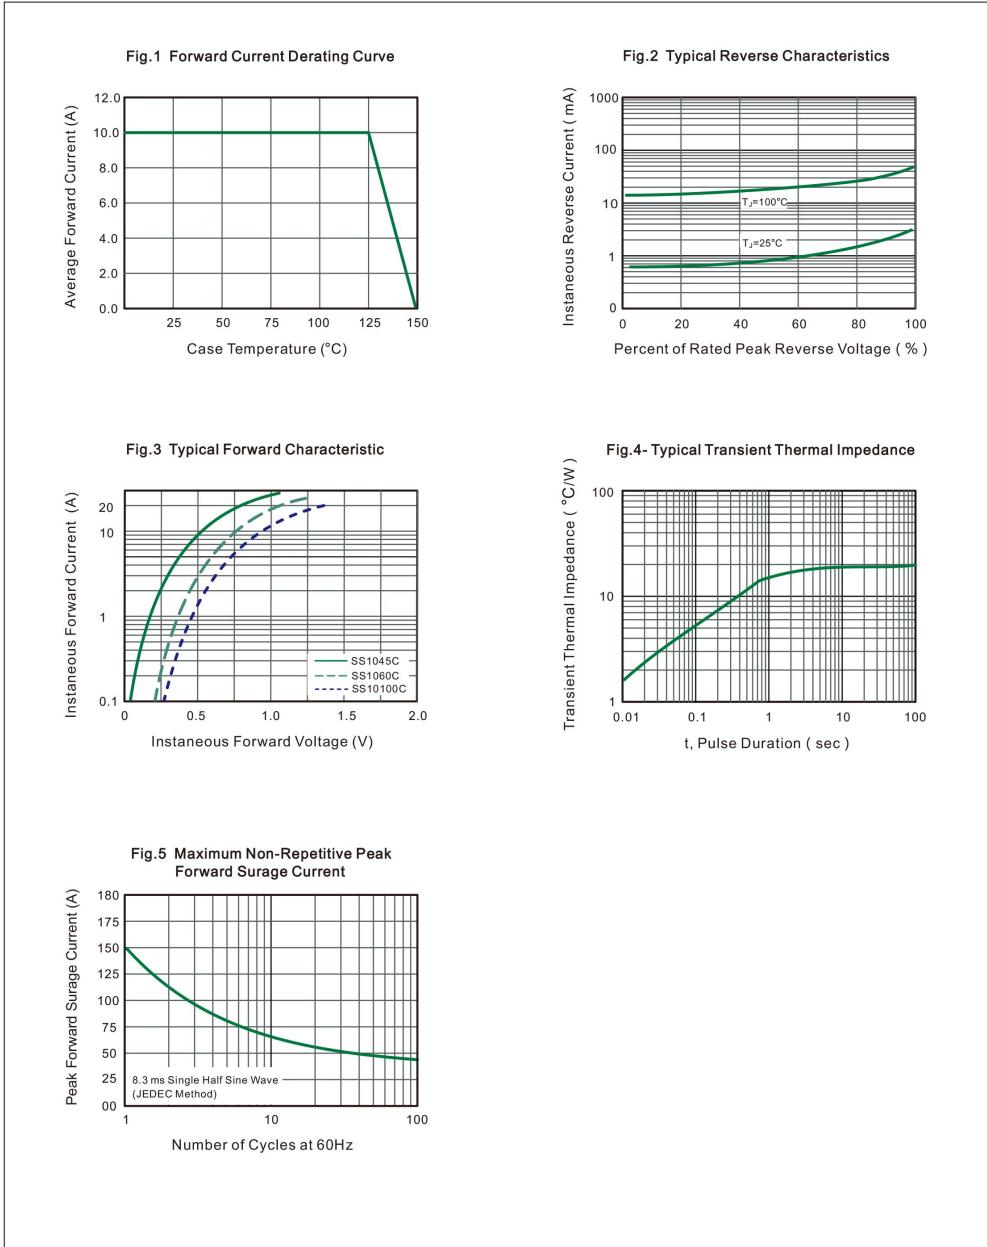 Fig.1 Forward Current Derating Curve
Average Forward Current (A)
12.0
10.0
8.0
6.0
4.0
2.0
0.0
25 50 75 100 125 150
Case Temperature (°C)
Fig.2 Typical Reverse Characteristics
Instaneous Reverse Current ( mA)
1000
100
10
1
0
TJ=100°C
TJ=25°C
0 20 40 60 80 100
Percent of Rated Peak Reverse Voltage ( % )
Fig.3 Typical Forward Characteristic
Instaneous Forward Current (A)
20
10
1
0.1
SS1045C
SS1060C
SS10100C
0 0.5 1.0 1.5 2.0
Instaneous Forward Voltage (V)
Fig.4- Typical Transient Thermal Impedance
Transient Thermal Impedance ( °C/W)
100
10
1
0.01 0.1 1 10 100
t, Pulse Duration ( sec )
Fig.5 Maximum Non-Repetitive Peak
Forward Surage Current
Peak Forward Surage Current (A)
180
175
150
125
100
75
50
25
00
8.3 ms Single Half Sine Wave
(JEDEC Method)
1 10 100
Number of Cycles at 60Hz